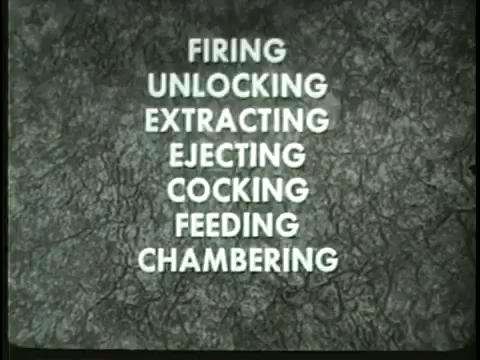 FIRING
UNLOCKING
EXTRACTING
EJECTING
COCKING
FEEDING
CHAMBERING